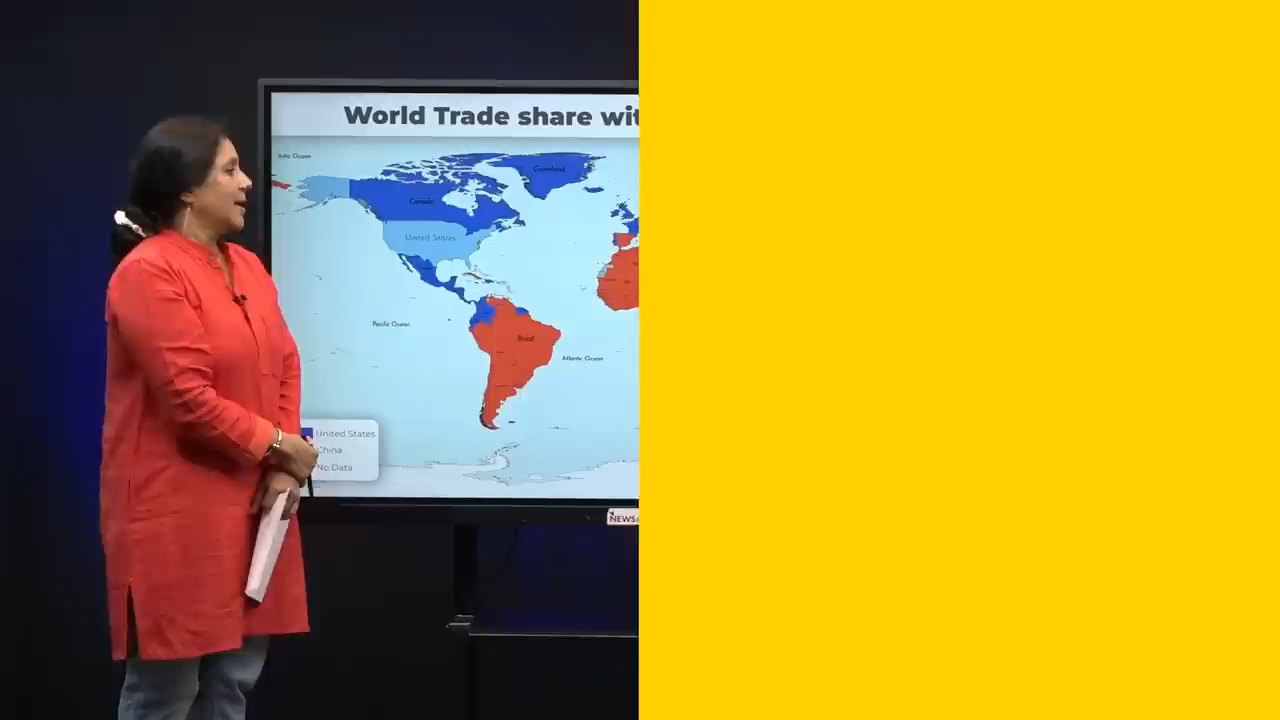 World Trade share wit
Artic Ocean
Greenland
Canada
United States
Pacific Ocean
Brazil
Atlantic Ocean
United States
China
No Data
NEWS